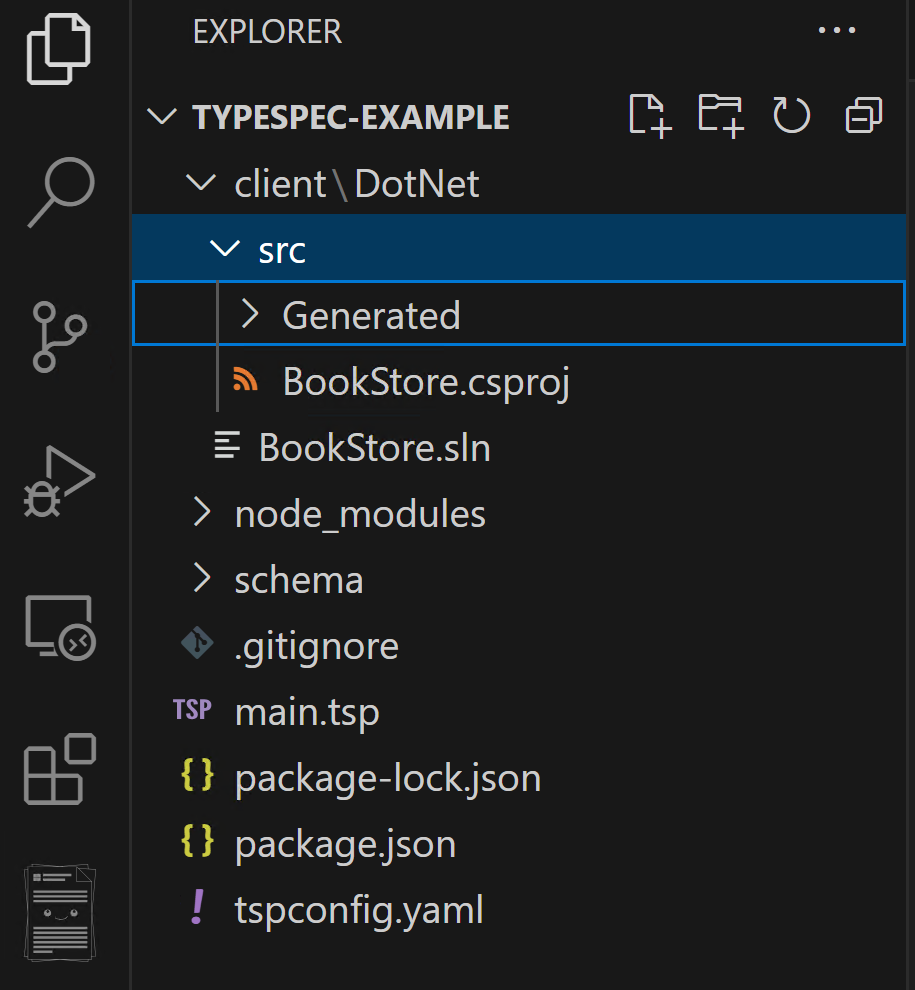 EXPLORER
TYPESPEC-EXAMPLE
client\DotNet
src
Generated
BookStore.csproj
BookStore.sln
node_modules
schema
.gitignore
TSP main.tsp
{} package-lock.json
{} package.json
! tspconfig.yaml